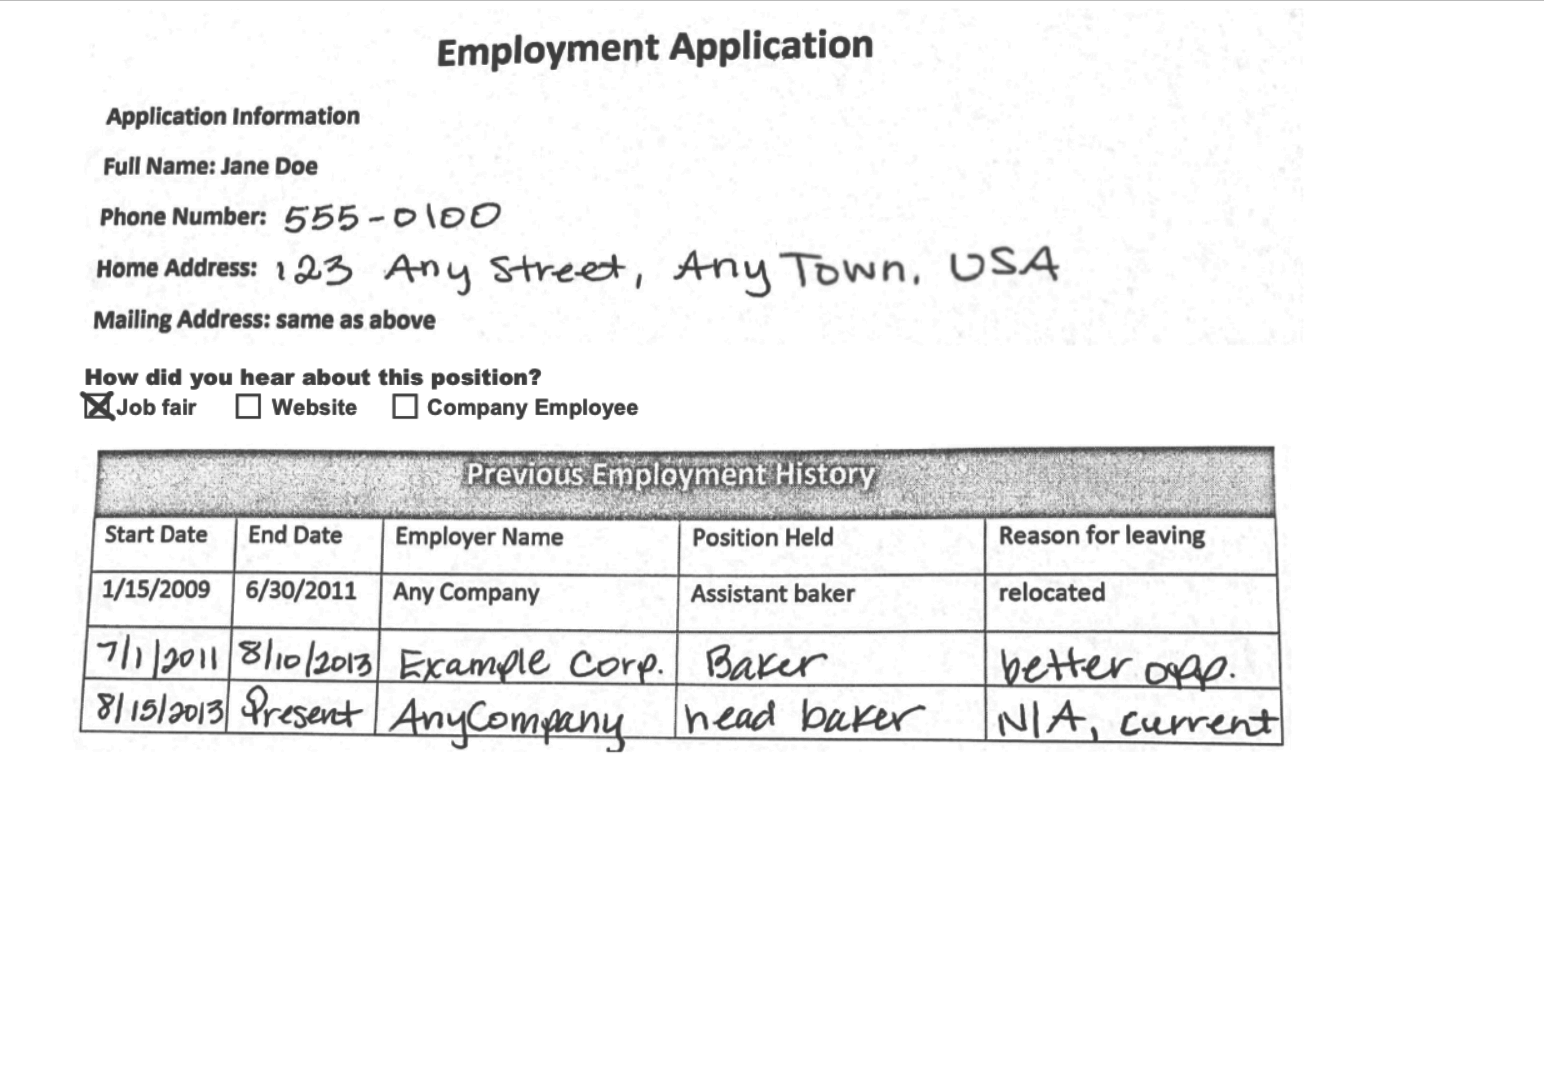 Employment Application
Application Information
Full Name: Jane Doe
Phone Number: 555-0100
Home Address: 123 Any Street, Any Town, USA
Mailing Address: same as above
How did you hear about this position?
Job fair Website Company Employee
Previous Employment History
Start Date End Date Employer Name Position Held Reason for leaving
1/15/2009 6/30/2011 Any Company Assistant baker relocated
7/1/2011 8/10/2013 Example Corp. Baker better opp.
8/15/2013 Present AnyCompany head baker N/A, current